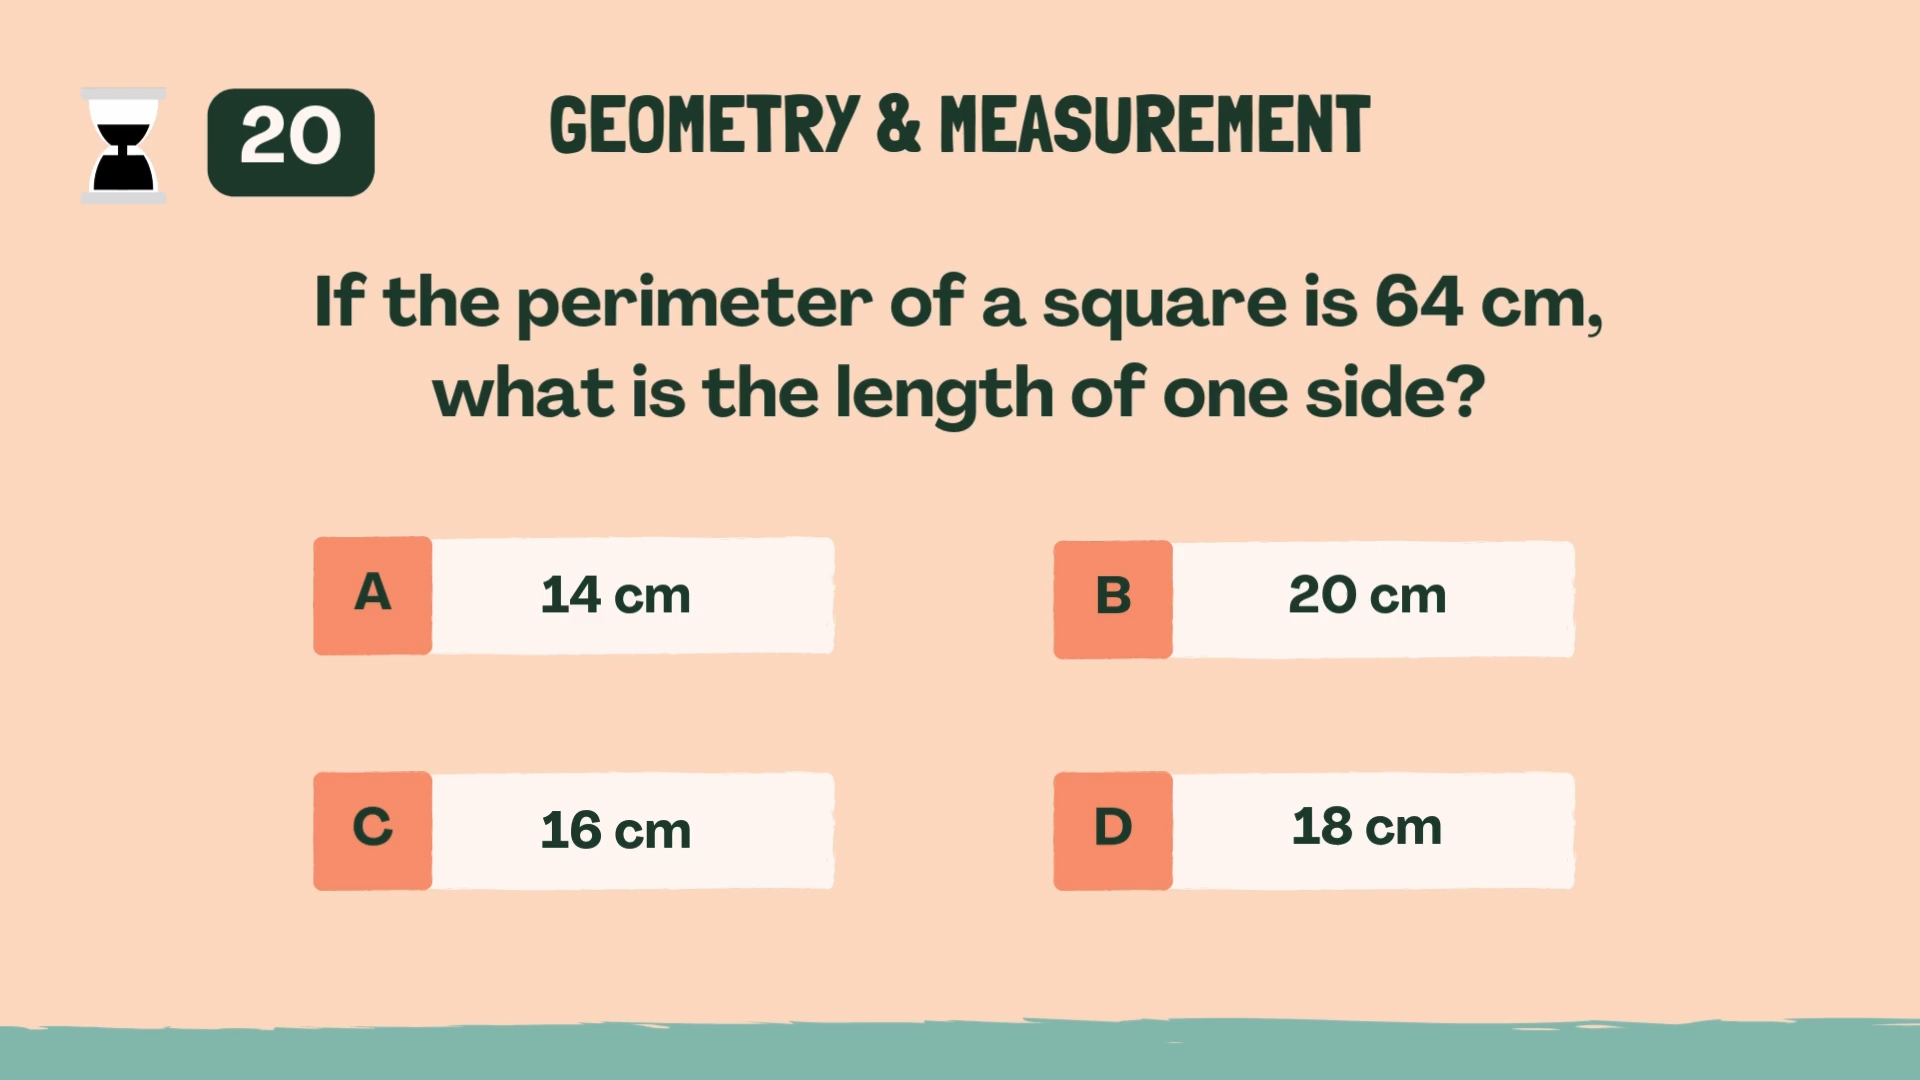 20
GEOMETRY & MEASUREMENT
If the perimeter of a square is 64 cm,
what is the length of one side?
A 14 cm
B 20 cm
C 16 cm
D 18 cm